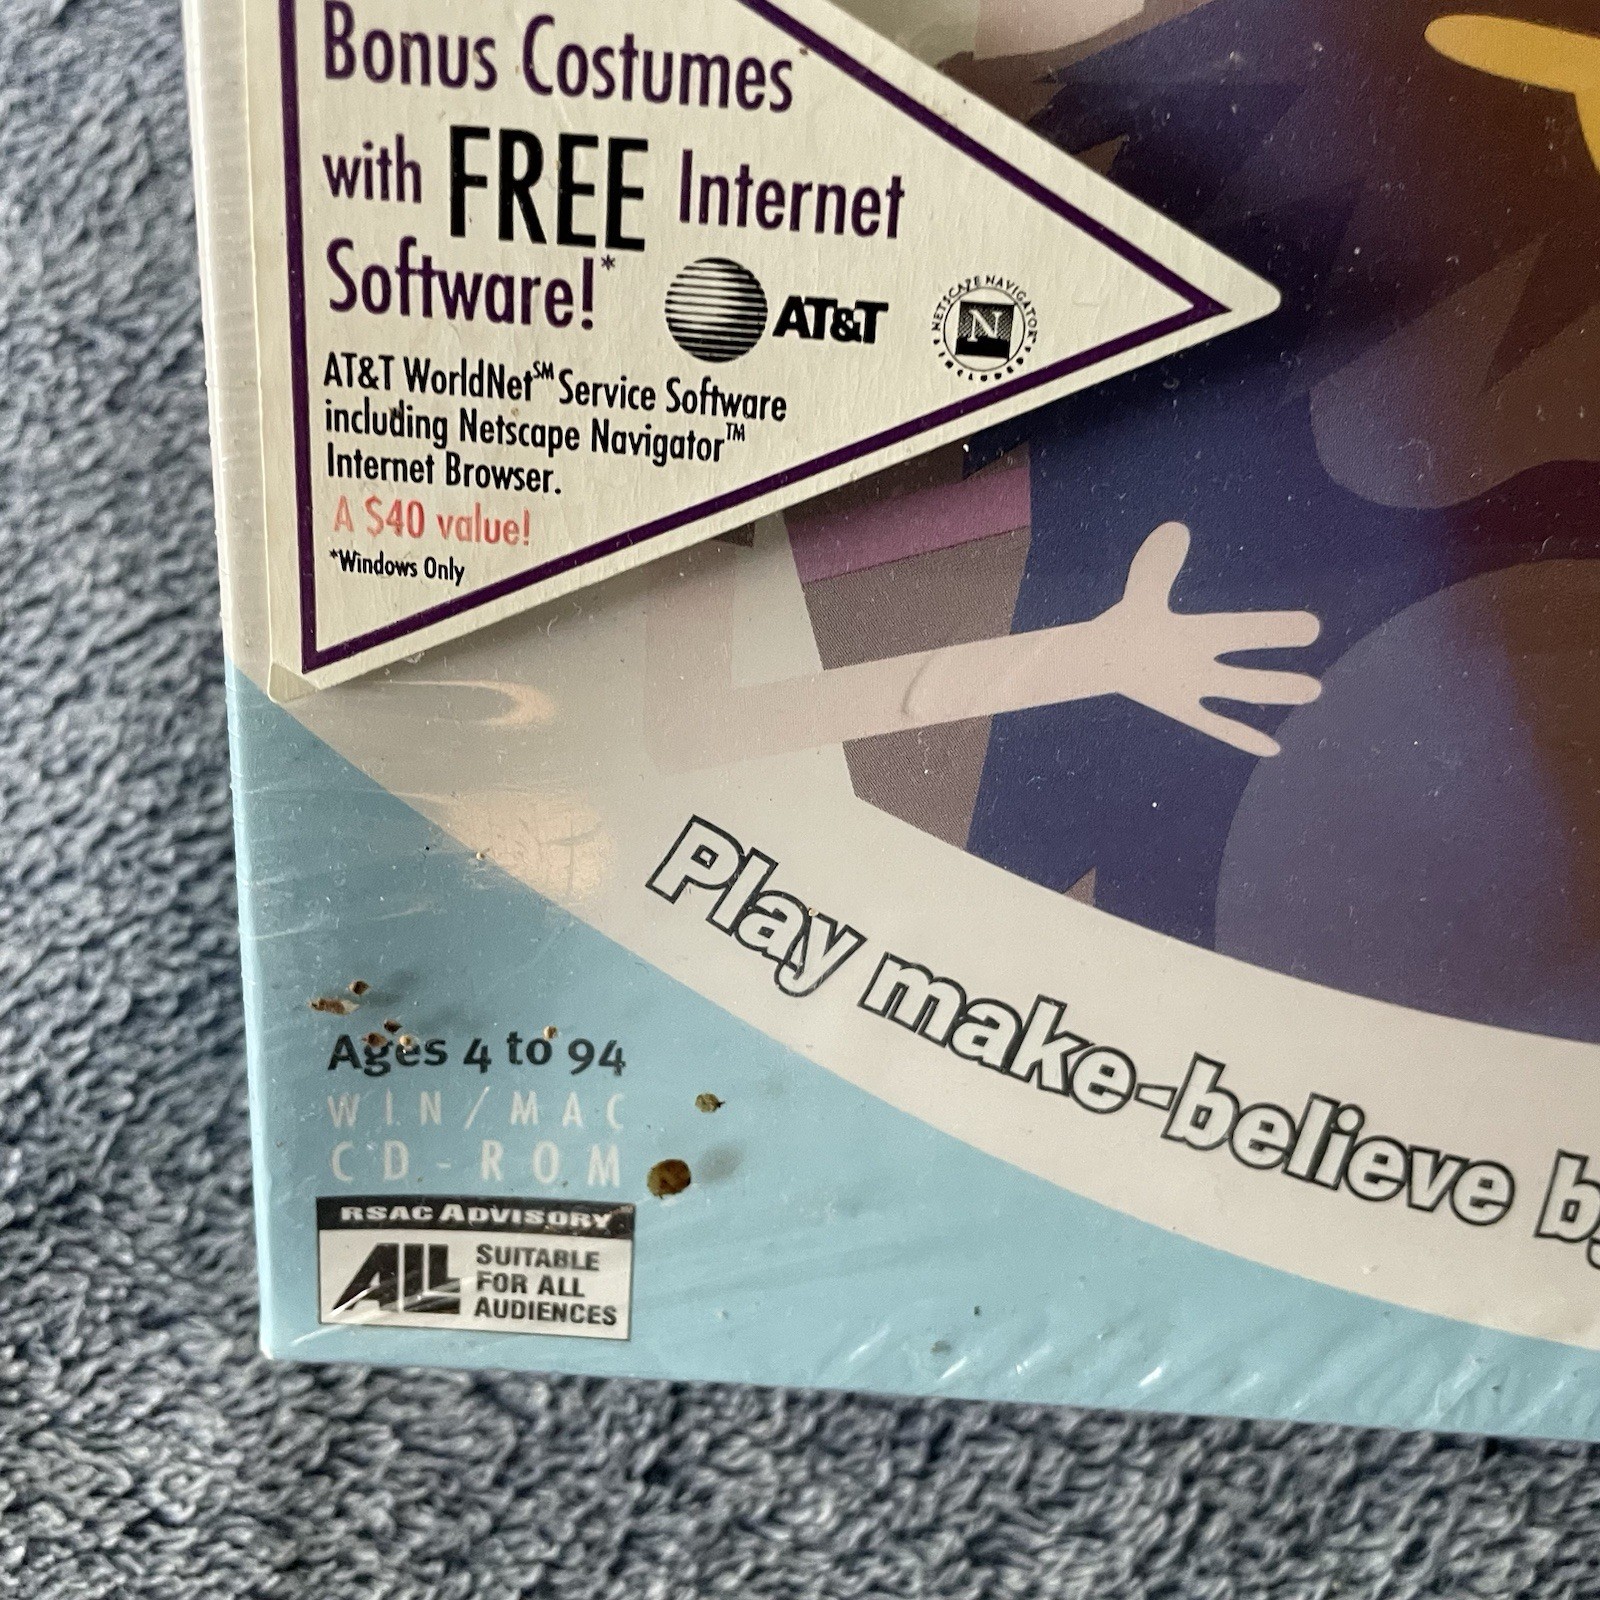 Bonus Costumes
with FREE Internet
Software!*
AT&T
NETSCAPE NAVIGATOR
N
AT&T WorldNet℠ Service Software
including Netscape Navigator™
Internet Browser.
A $40 value!
*Windows Only
Play make-believe
Ages 4 to 94
WIN/MAC
CD-ROM
RSAC ADVISORY
ALL
SUITABLE
FOR ALL
AUDIENCES